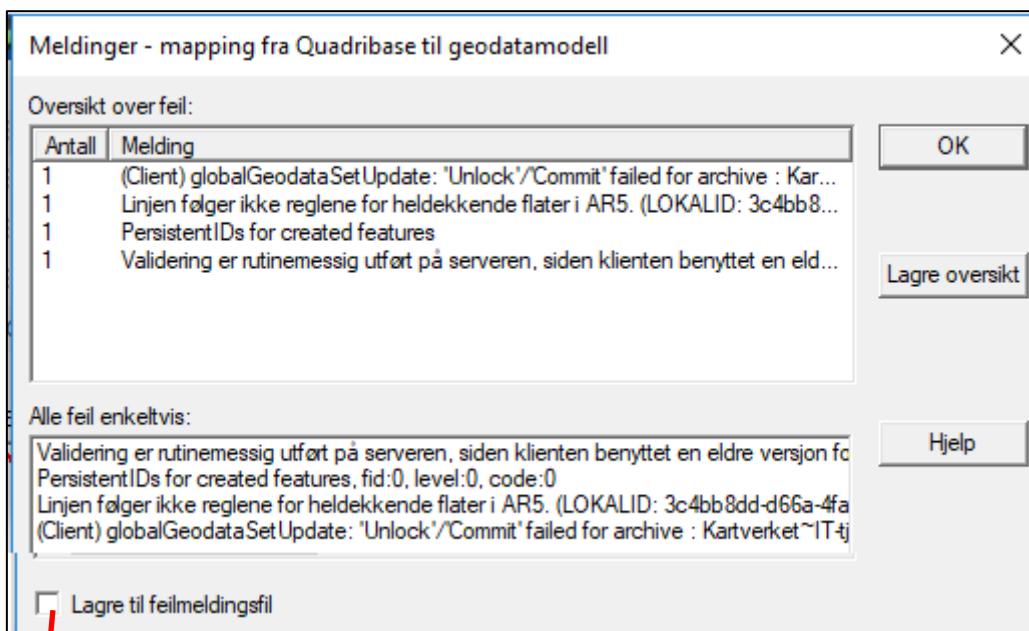 Meldinger - mapping fra Quadribase til geodatamodell
Oversikt over feil:
Antall Melding
1 (Client) globalGeodataSetUpdate: 'Unlock'/'Commit' failed for archive : Kar...
1 Linjen følger ikke reglene for heldekkende flater i AR5. (LOKALID: 3c4bb8...
1 PersistentIDs for created features
1 Validering er rutinemessig utført på serveren, siden klienten benyttet en eld...
OK
Lagre oversikt
Alle feil enkeltvis:
Validering er rutinemessig utført på serveren, siden klienten benyttet en eldre versjon fo
PersistentIDs for created features, fid:0, level:0, code:0
Linjen følger ikke reglene for heldekkende flater i AR5. (LOKALID: 3c4bb8dd-d66a-4fa
(Client) globalGeodataSetUpdate: 'Unlock'/'Commit' failed for archive : Kartverket~IT-tj
Hjelp
Lagre til feilmeldingsfil